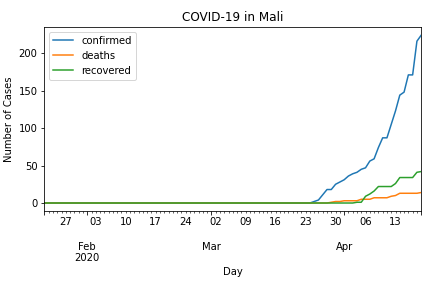 COVID-19 in Mali
confirmed
deaths
recovered
Number of Cases
200
150
100
50
0
27 03 10 17 24 02 09 16 23 30 06 13
Feb Mar Apr
2020
Day